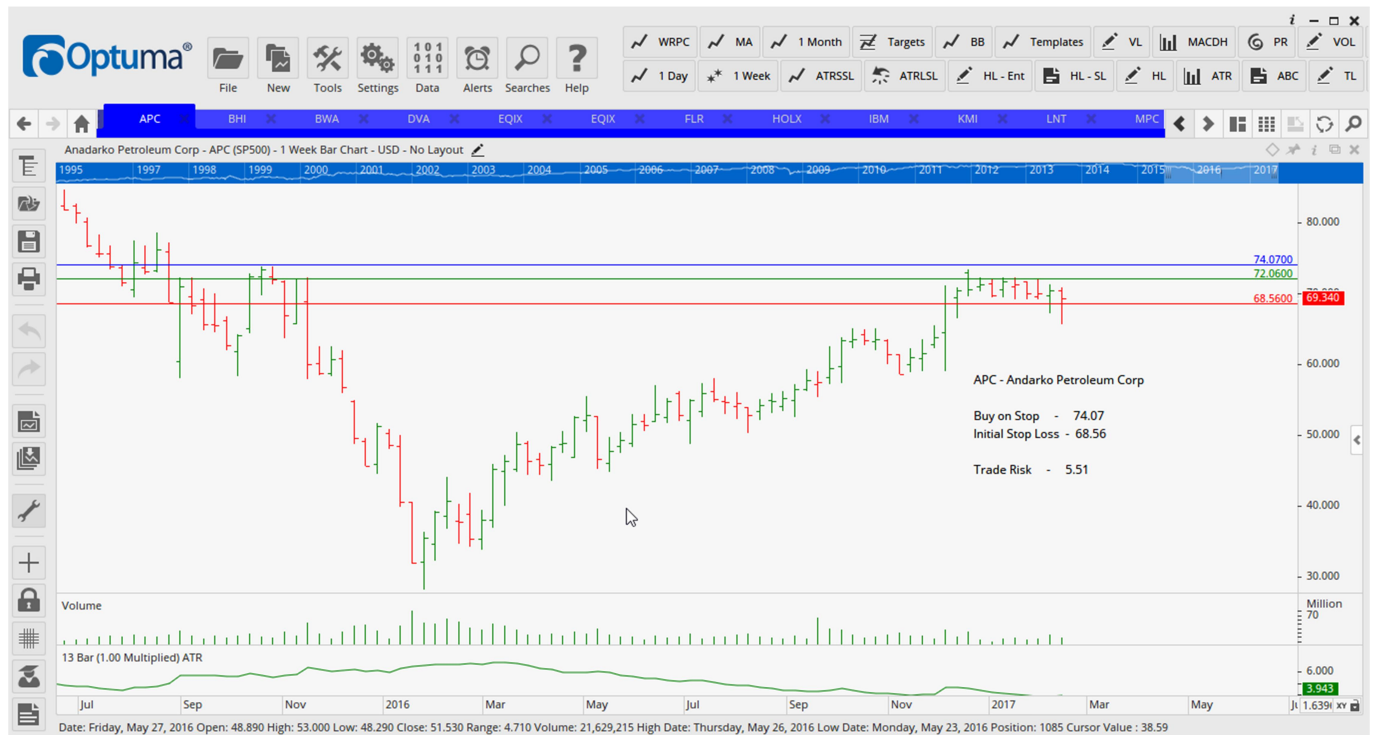 i
Optuma®
File
New
Tools
Settings
Data
Alerts
Searches
Help
101
010
111
WRPC MA 1 Month Targets BB Templates VL MACDH PR VOL
1 Day 1 Week ATRSSL ATRLSL HL - Ent HL - SL HL ATR ABC TL
APC BHI BWA DVA EQIX EQIX FLR HOLX IBM KMI LNT MPC
Anadarko Petroleum Corp - APC (SP500) - 1 Week Bar Chart - USD - No Layout
i
1995 1997 1998 1999 2000 2001 2002 2003 2004 2005 2006 2007 2008 2009 2010 2011 2012 2013 2014 2015 2016 2017
80.000
74.0700
72.0600
68.5600
69.340
60.000
APC - Andarko Petroleum Corp
Buy on Stop - 74.07
Initial Stop Loss - 68.56
50.000
Trade Risk - 5.51
40.000
30.000
Volume
Million
70
13 Bar (1.00 Multiplied) ATR
6.000
3.943
Jul Sep Nov 2016 Mar May Jul Sep Nov 2017 Mar May
XY
Date: Friday, May 27, 2016 Open: 48.890 High: 53.000 Low: 48.290 Close: 51.530 Range: 4.710 Volume: 21,629,215 High Date: Thursday, May 26, 2016 Low Date: Monday, May 23, 2016 Position: 1085 Cursor Value : 38.59